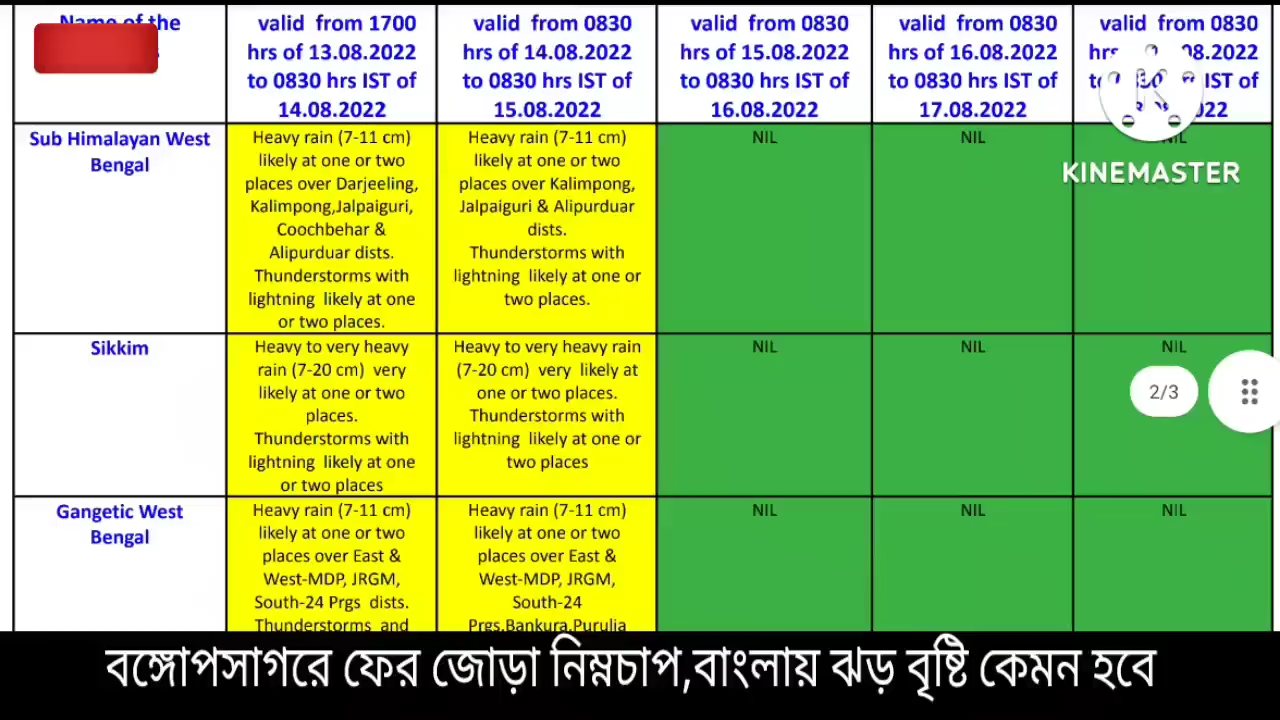 Name of the
valid from 1700
hrs of 13.08.2022
to 0830 hrs IST of
14.08.2022
valid from 0830
hrs of 14.08.2022
to 0830 hrs IST of
15.08.2022
valid from 0830
hrs of 15.08.2022
to 0830 hrs IST of
16.08.2022
valid from 0830
hrs of 16.08.2022
to 0830 hrs IST of
17.08.2022
valid from 0830
hrs
IST of
Sub Himalayan West
Bengal
Heavy rain (7-11 cm)
likely at one or two
places over Darjeeling,
Kalimpong,Jalpaiguri,
Coochbehar &
Alipurduar dists.
Thunderstorms with
lightning likely at one
or two places.
Heavy rain (7-11 cm)
likely at one or two
places over Kalimpong,
Jalpaiguri & Alipurduar
dists.
Thunderstorms with
lightning likely at one or
two places.
NIL
NIL
NIL
KINEMASTER
Sikkim
Heavy to very heavy
rain (7-20 cm) very
likely at one or two
places.
Thunderstorms with
lightning likely at one
or two places
Heavy to very heavy rain
(7-20 cm) very likely at
one or two places.
Thunderstorms with
lightning likely at one or
two places
NIL
NIL
NIL
2/3
Gangetic West
Bengal
Heavy rain (7-11 cm)
likely at one or two
places over East &
West-MDP, JRGM,
South-24 Prgs dists.
Thunderstorms and
Heavy rain (7-11 cm)
likely at one or two
places over East &
West-MDP, JRGM,
South-24
Prgs,Bankura,Purulia
NIL
NIL
NIL
বঙ্গোপসাগরে ফের জোড়া নিম্নচাপ,বাংলায় ঝড় বৃষ্টি কেমন হবে